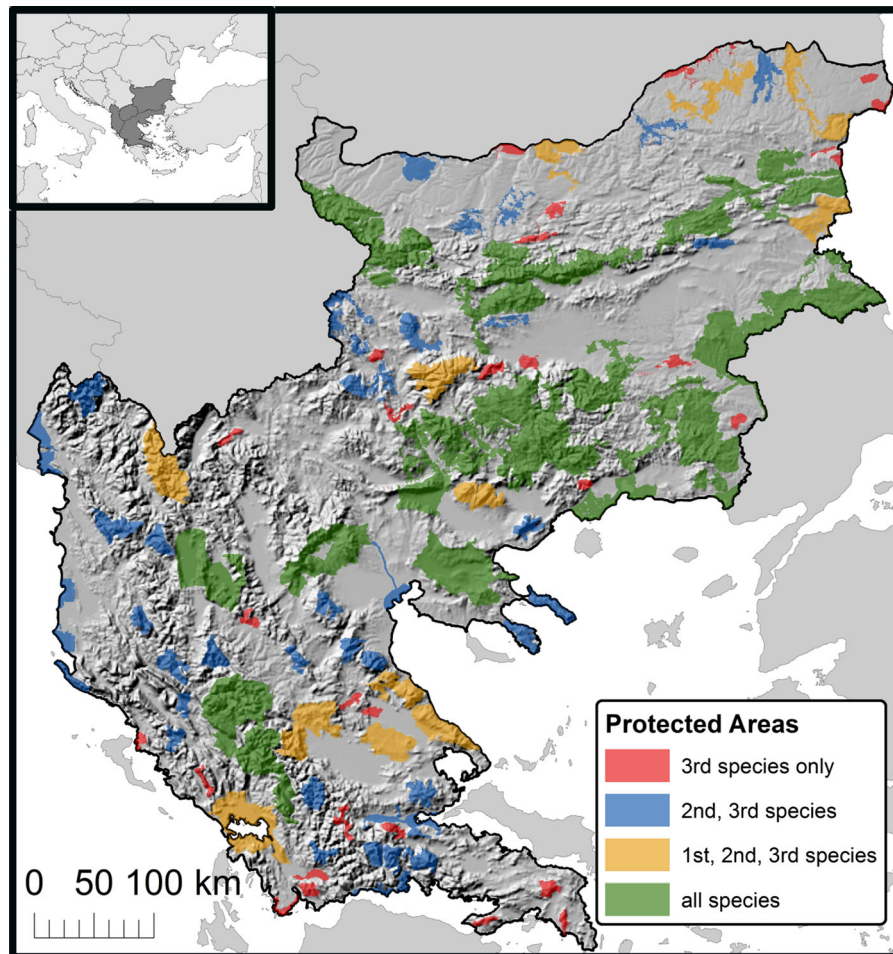 Protected Areas
3rd species only
2nd, 3rd species
1st, 2nd, 3rd species
all species
0 50 100 km